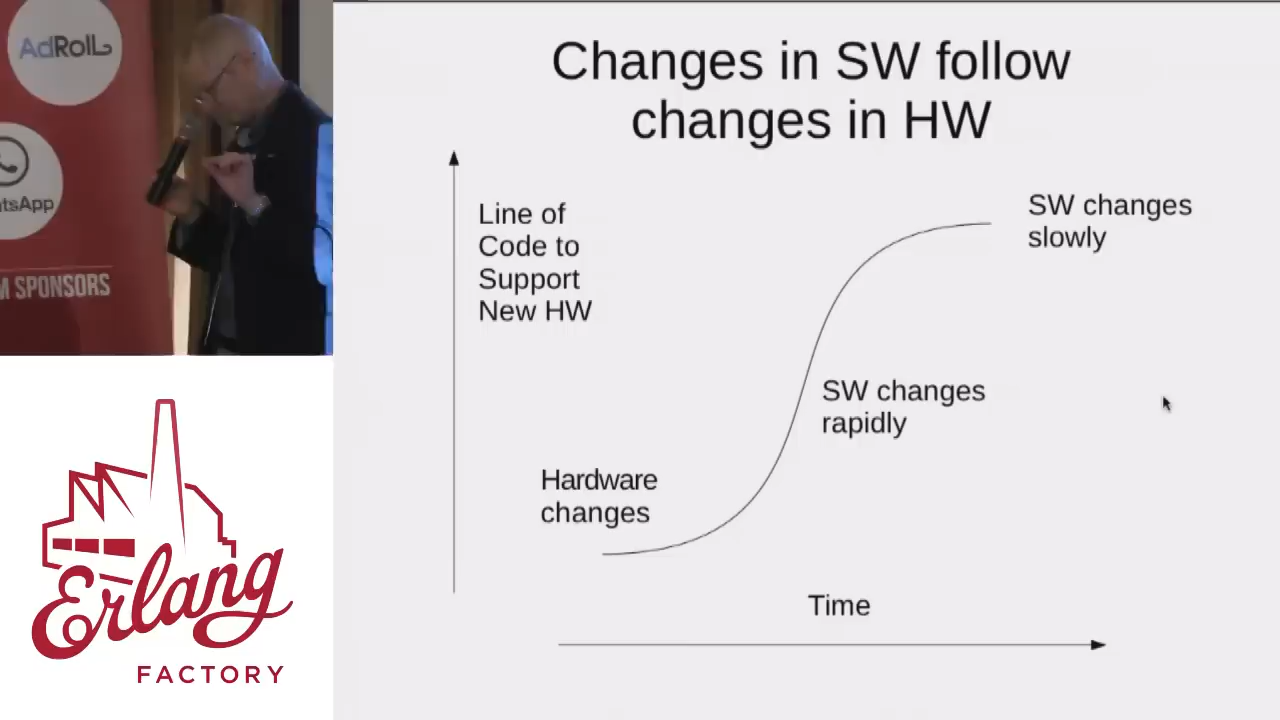 AdRoll
atsApp
M SPONSORS
Erlang
FACTORY
Changes in SW follow
changes in HW
Line of
Code to
Support
New HW
SW changes
slowly
SW changes
rapidly
Hardware
changes
Time